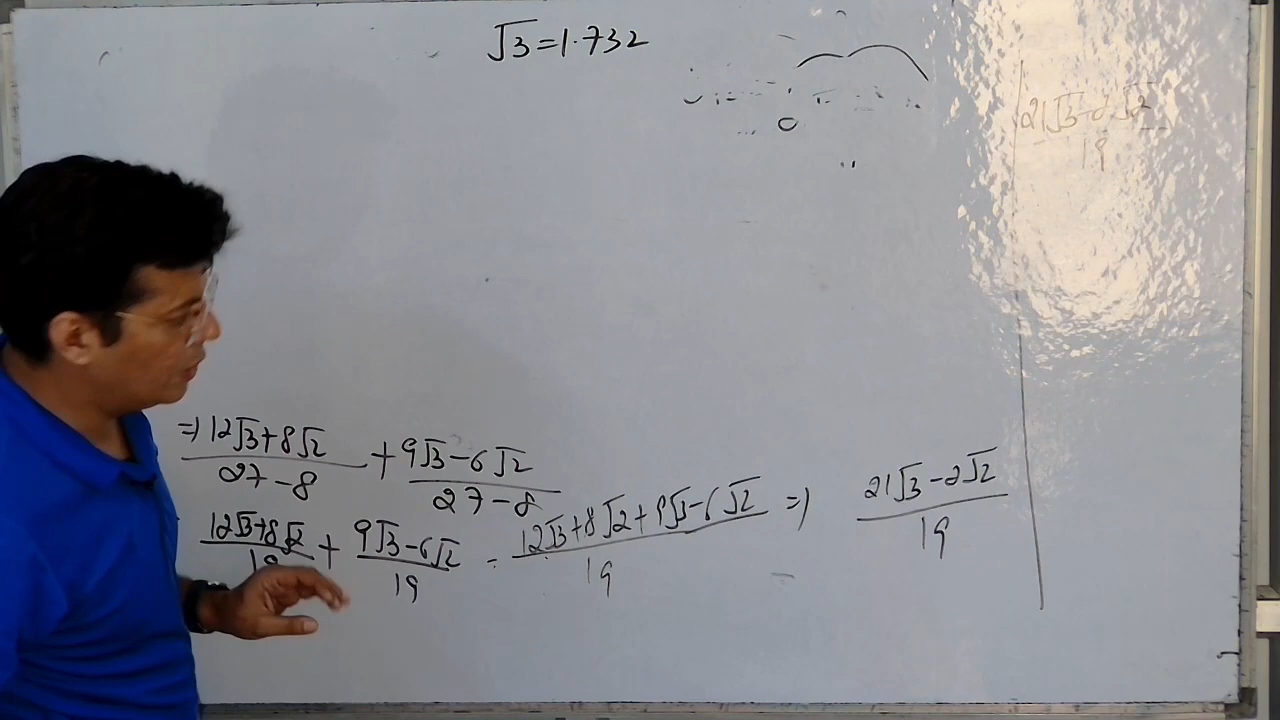 √3=1.732
21√3-2√2
19
⇒ 12√3+8√2 / 27-8 + 9√3-6√2 / 27-8
12√3+8√2 / 19 + 9√3-6√2 / 19 = 12√3+8√2+9√3-6√2 / 19 ⇒ 21√3-2√2 / 19